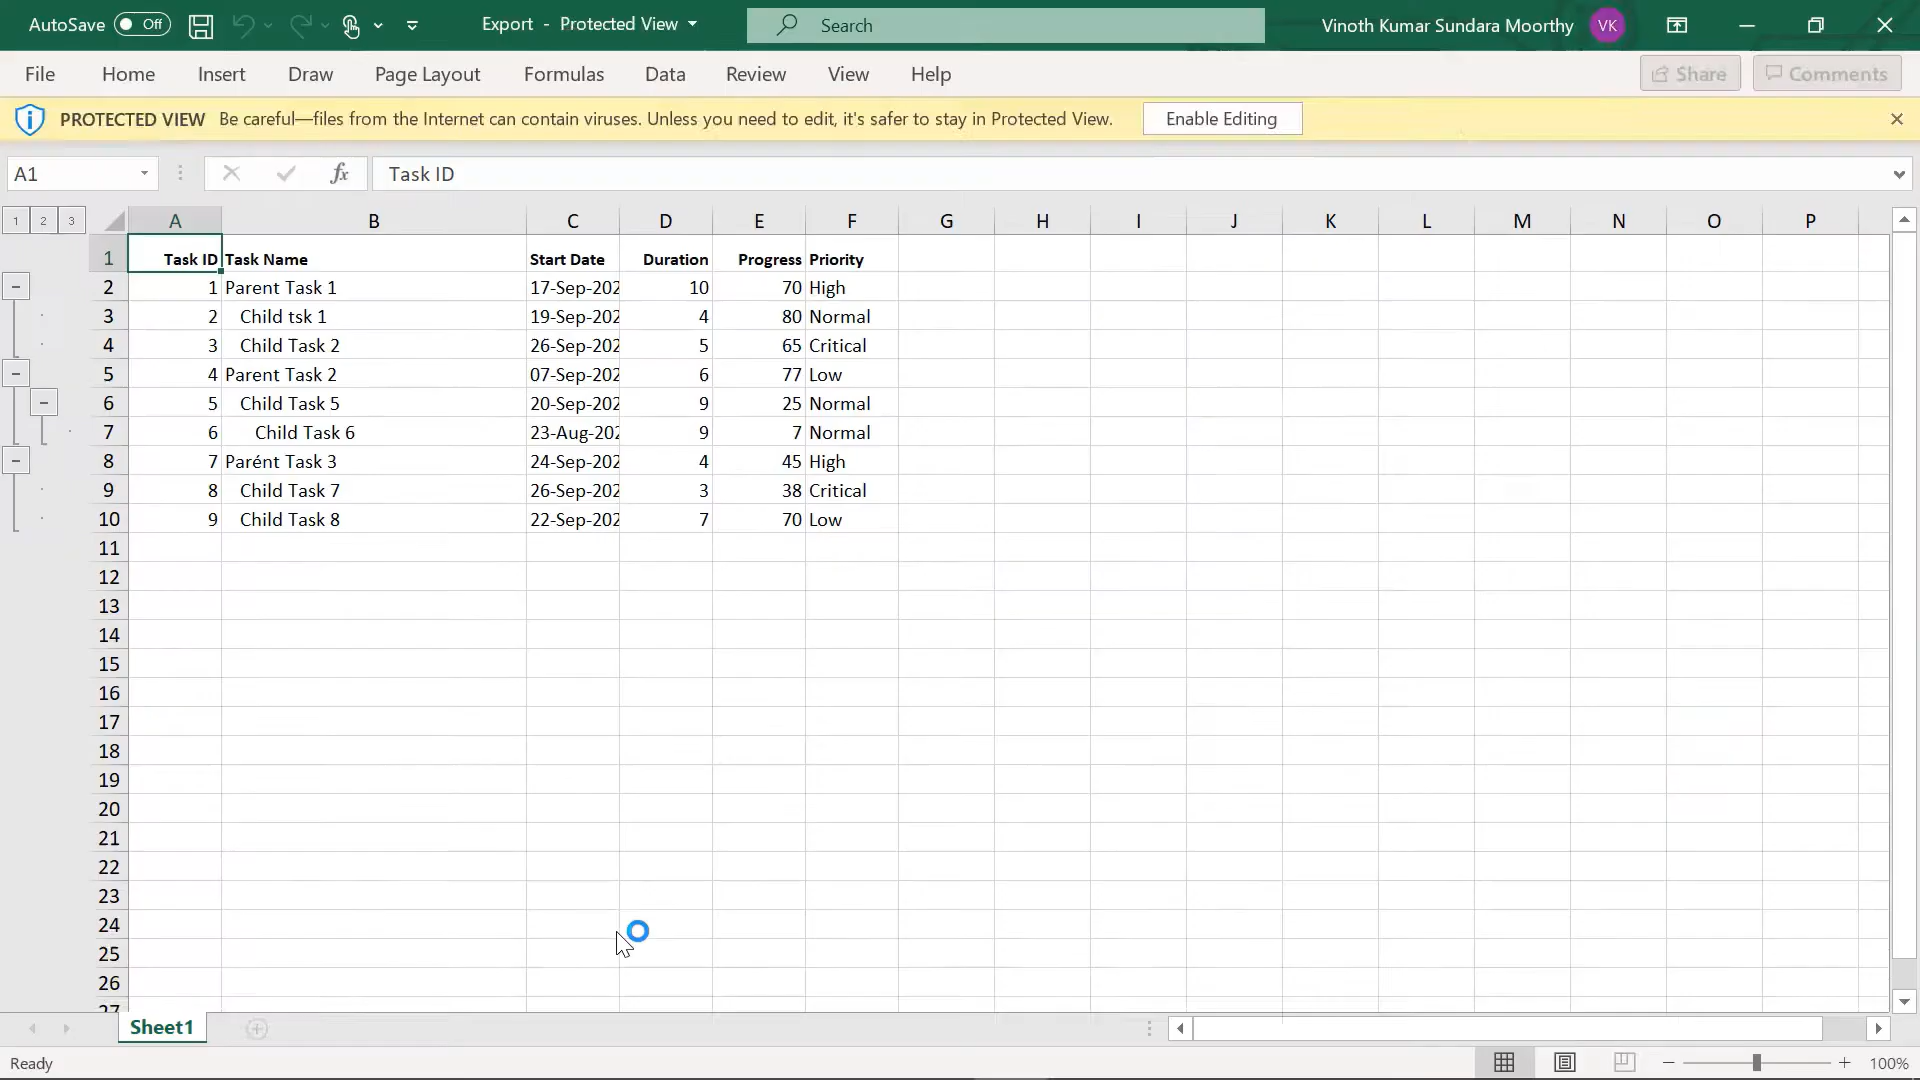 AutoSave Off Export - Protected View Search Vinoth Kumar Sundara Moorthy VK
File Home Insert Draw Page Layout Formulas Data Review View Help Share Comments
PROTECTED VIEW Be careful—files from the Internet can contain viruses. Unless you need to edit, it's safer to stay in Protected View. Enable Editing
A1 fx Task ID
1 2 3 A B C D E F G H I J K L M N O P
1 Task ID Task Name Start Date Duration Progress Priority
2 1 Parent Task 1 17-Sep-202 10 70 High
3 2 Child tsk 1 19-Sep-202 4 80 Normal
4 3 Child Task 2 26-Sep-202 5 65 Critical
5 4 Parent Task 2 07-Sep-202 6 77 Low
6 5 Child Task 5 20-Sep-202 9 25 Normal
7 6 Child Task 6 23-Aug-202 9 7 Normal
8 7 Parént Task 3 24-Sep-202 4 45 High
9 8 Child Task 7 26-Sep-202 3 38 Critical
10 9 Child Task 8 22-Sep-202 7 70 Low
11
12
13
14
15
16
17
18
19
20
21
22
23
24
25
26
27
Sheet1
Ready 100%